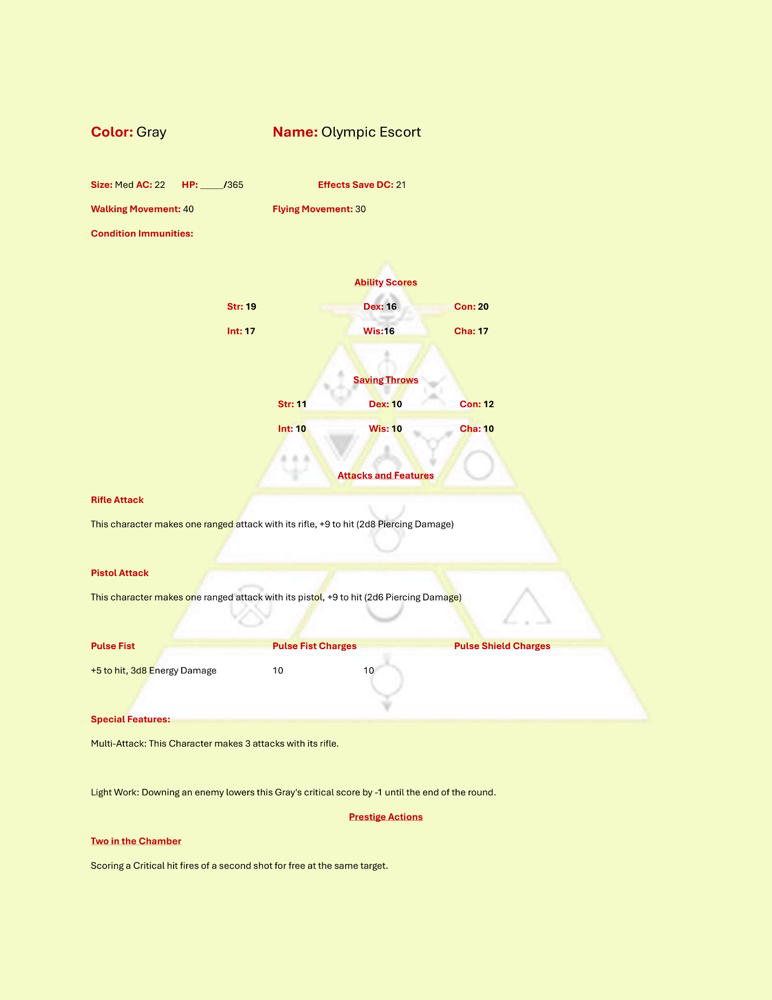 Color: Gray Name: Olympic Escort
Size: Med AC: 22 HP: _____/365 Effects Save DC: 21
Walking Movement: 40 Flying Movement: 30
Condition Immunities:
Ability Scores
Str: 19 Dex: 16 Con: 20
Int: 17 Wis:16 Cha: 17
Saving Throws
Str: 11 Dex: 10 Con: 12
Int: 10 Wis: 10 Cha: 10
Attacks and Features
Rifle Attack
This character makes one ranged attack with its rifle, +9 to hit (2d8 Piercing Damage)
Pistol Attack
This character makes one ranged attack with its pistol, +9 to hit (2d6 Piercing Damage)
Pulse Fist Pulse Fist Charges Pulse Shield Charges
+5 to hit, 3d8 Energy Damage 10 10
Special Features:
Multi-Attack: This Character makes 3 attacks with its rifle.
Light Work: Downing an enemy lowers this Gray's critical score by -1 until the end of the round.
Prestige Actions
Two in the Chamber
Scoring a Critical hit fires of a second shot for free at the same target.